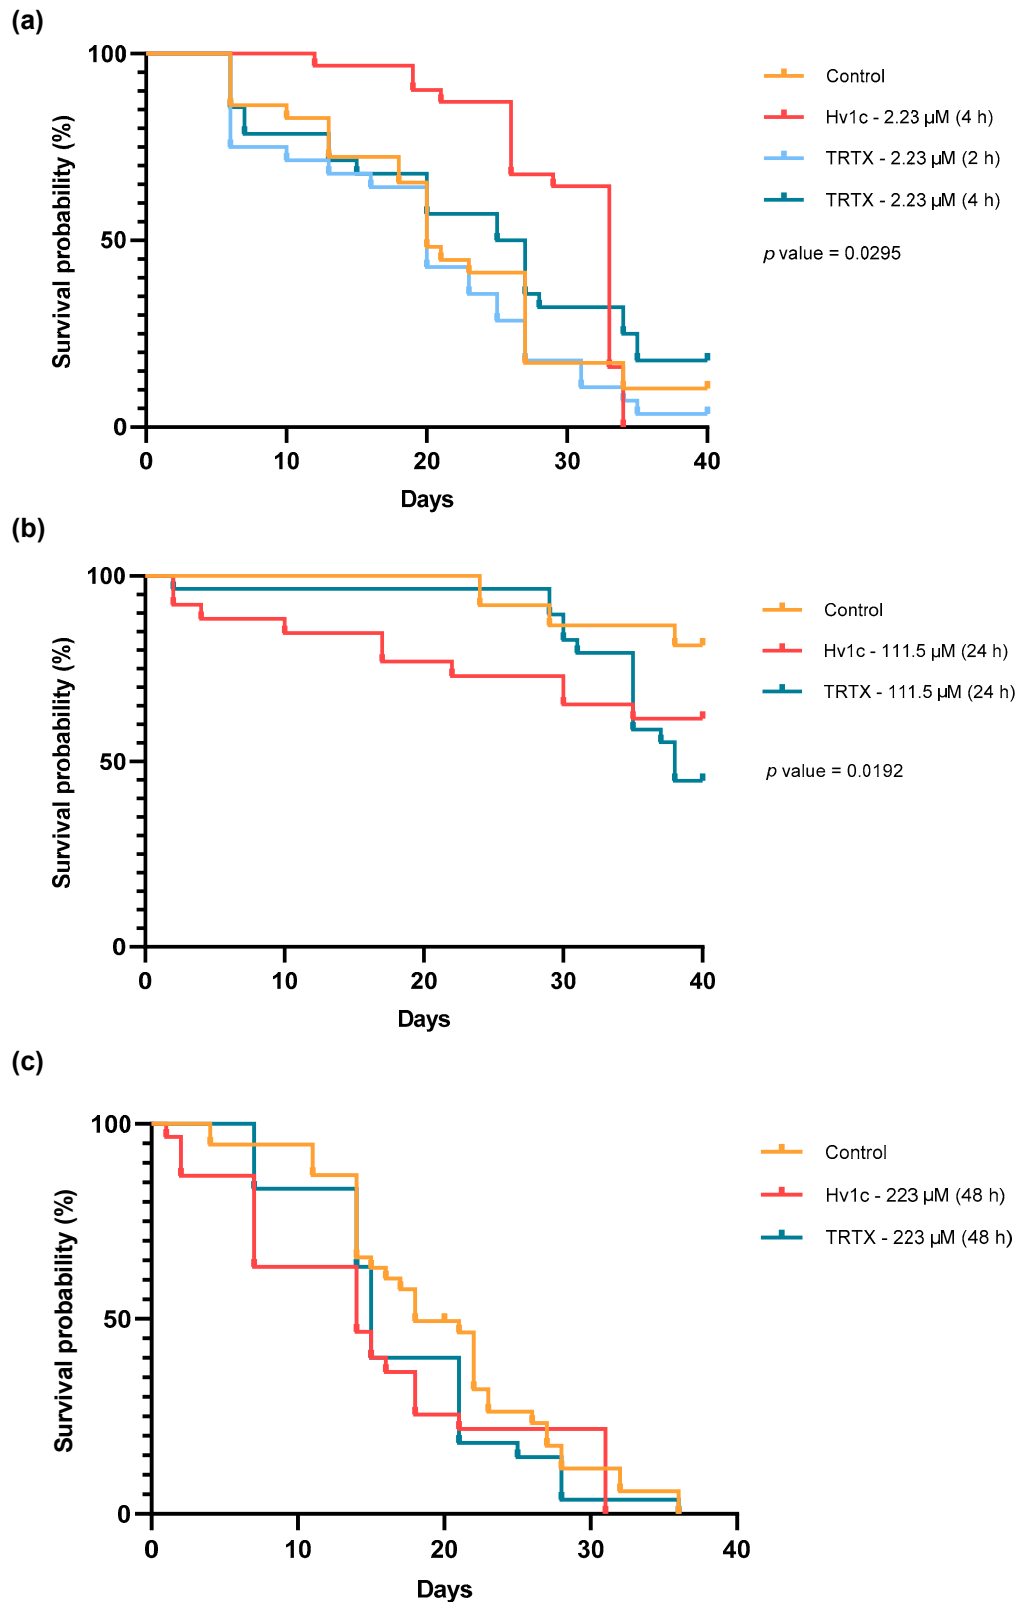 (a)
Survival probability (%)
100
50
0
0 10 20 30 40
Days
Control
Hv1c - 2.23 µM (4 h)
TRTX - 2.23 µM (2 h)
TRTX - 2.23 µM (4 h)
p value = 0.0295
(b)
Survival probability (%)
100
50
0
0 10 20 30 40
Days
Control
Hv1c - 111.5 µM (24 h)
TRTX - 111.5 µM (24 h)
p value = 0.0192
(c)
Survival probability (%)
100
50
0
0 10 20 30 40
Days
Control
Hv1c - 223 µM (48 h)
TRTX - 223 µM (48 h)